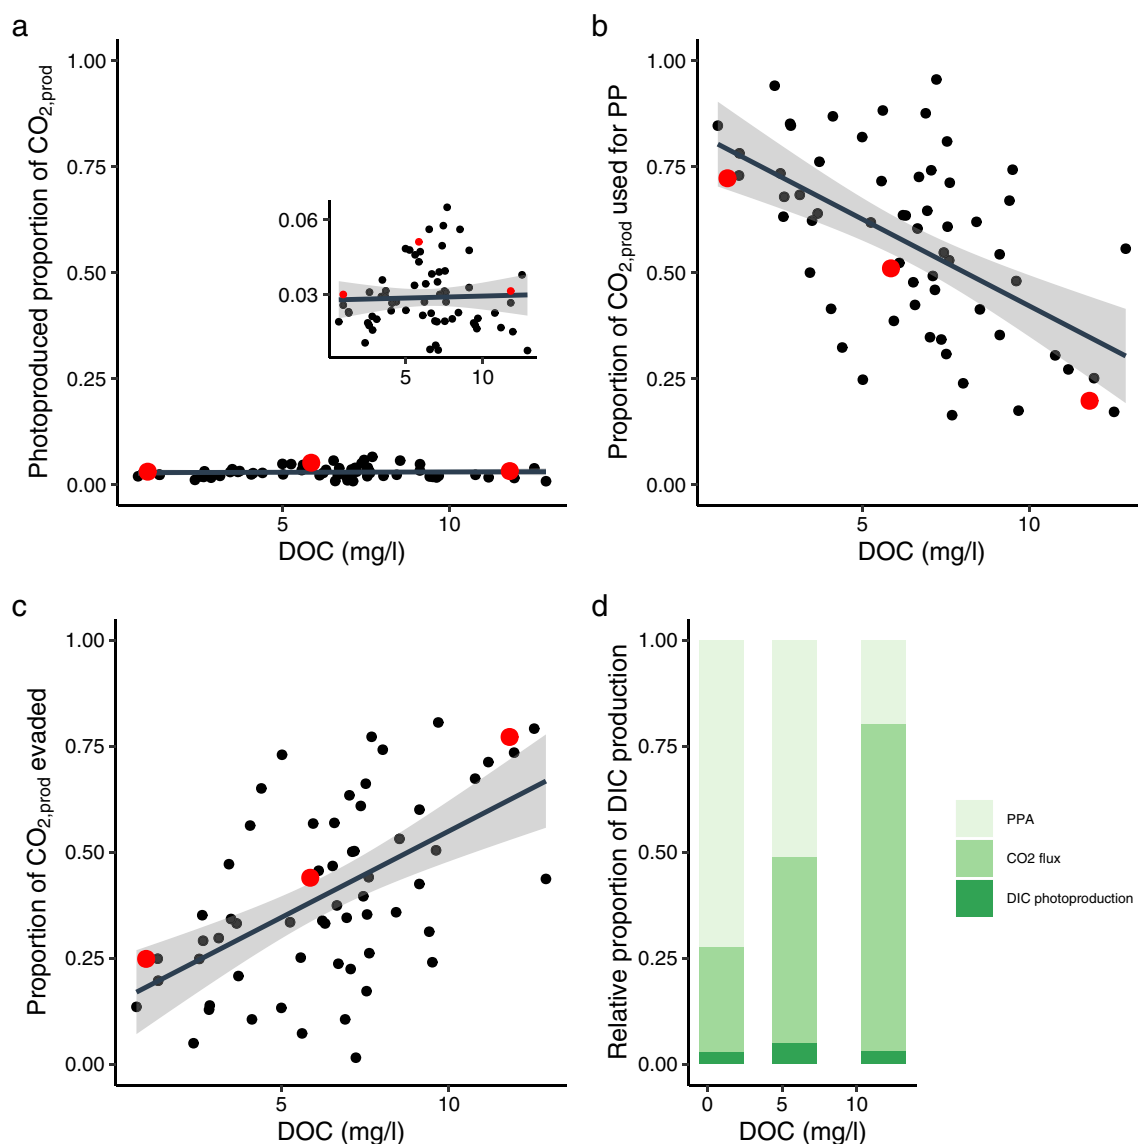 a
Photoproduced proportion of CO2,prod
1.00
0.75
0.50
0.25
0.00
5
10
DOC (mg/l)
0.06
0.03
5
10
b
Proportion of CO2,prod used for PP
1.00
0.75
0.50
0.25
0.00
5
10
DOC (mg/l)
c
Proportion of CO2,prod evaded
1.00
0.75
0.50
0.25
0.00
5
10
DOC (mg/l)
d
Relative proportion of DIC production
1.00
0.75
0.50
0.25
0.00
0
5
10
DOC (mg/l)
PPA
CO2 flux
DIC photoproduction